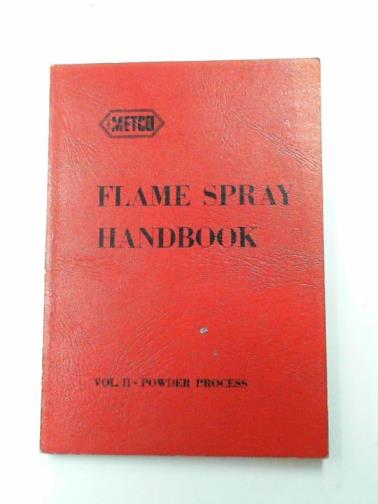 METCO
FLAME SPRAY
HANDBOOK
VOL. II - POWDER PROCESS